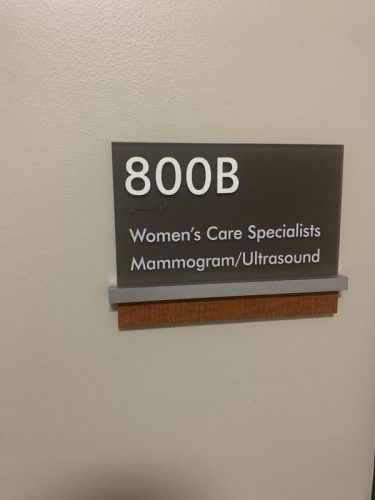 800B
Women's Care Specialists
Mammogram/Ultrasound